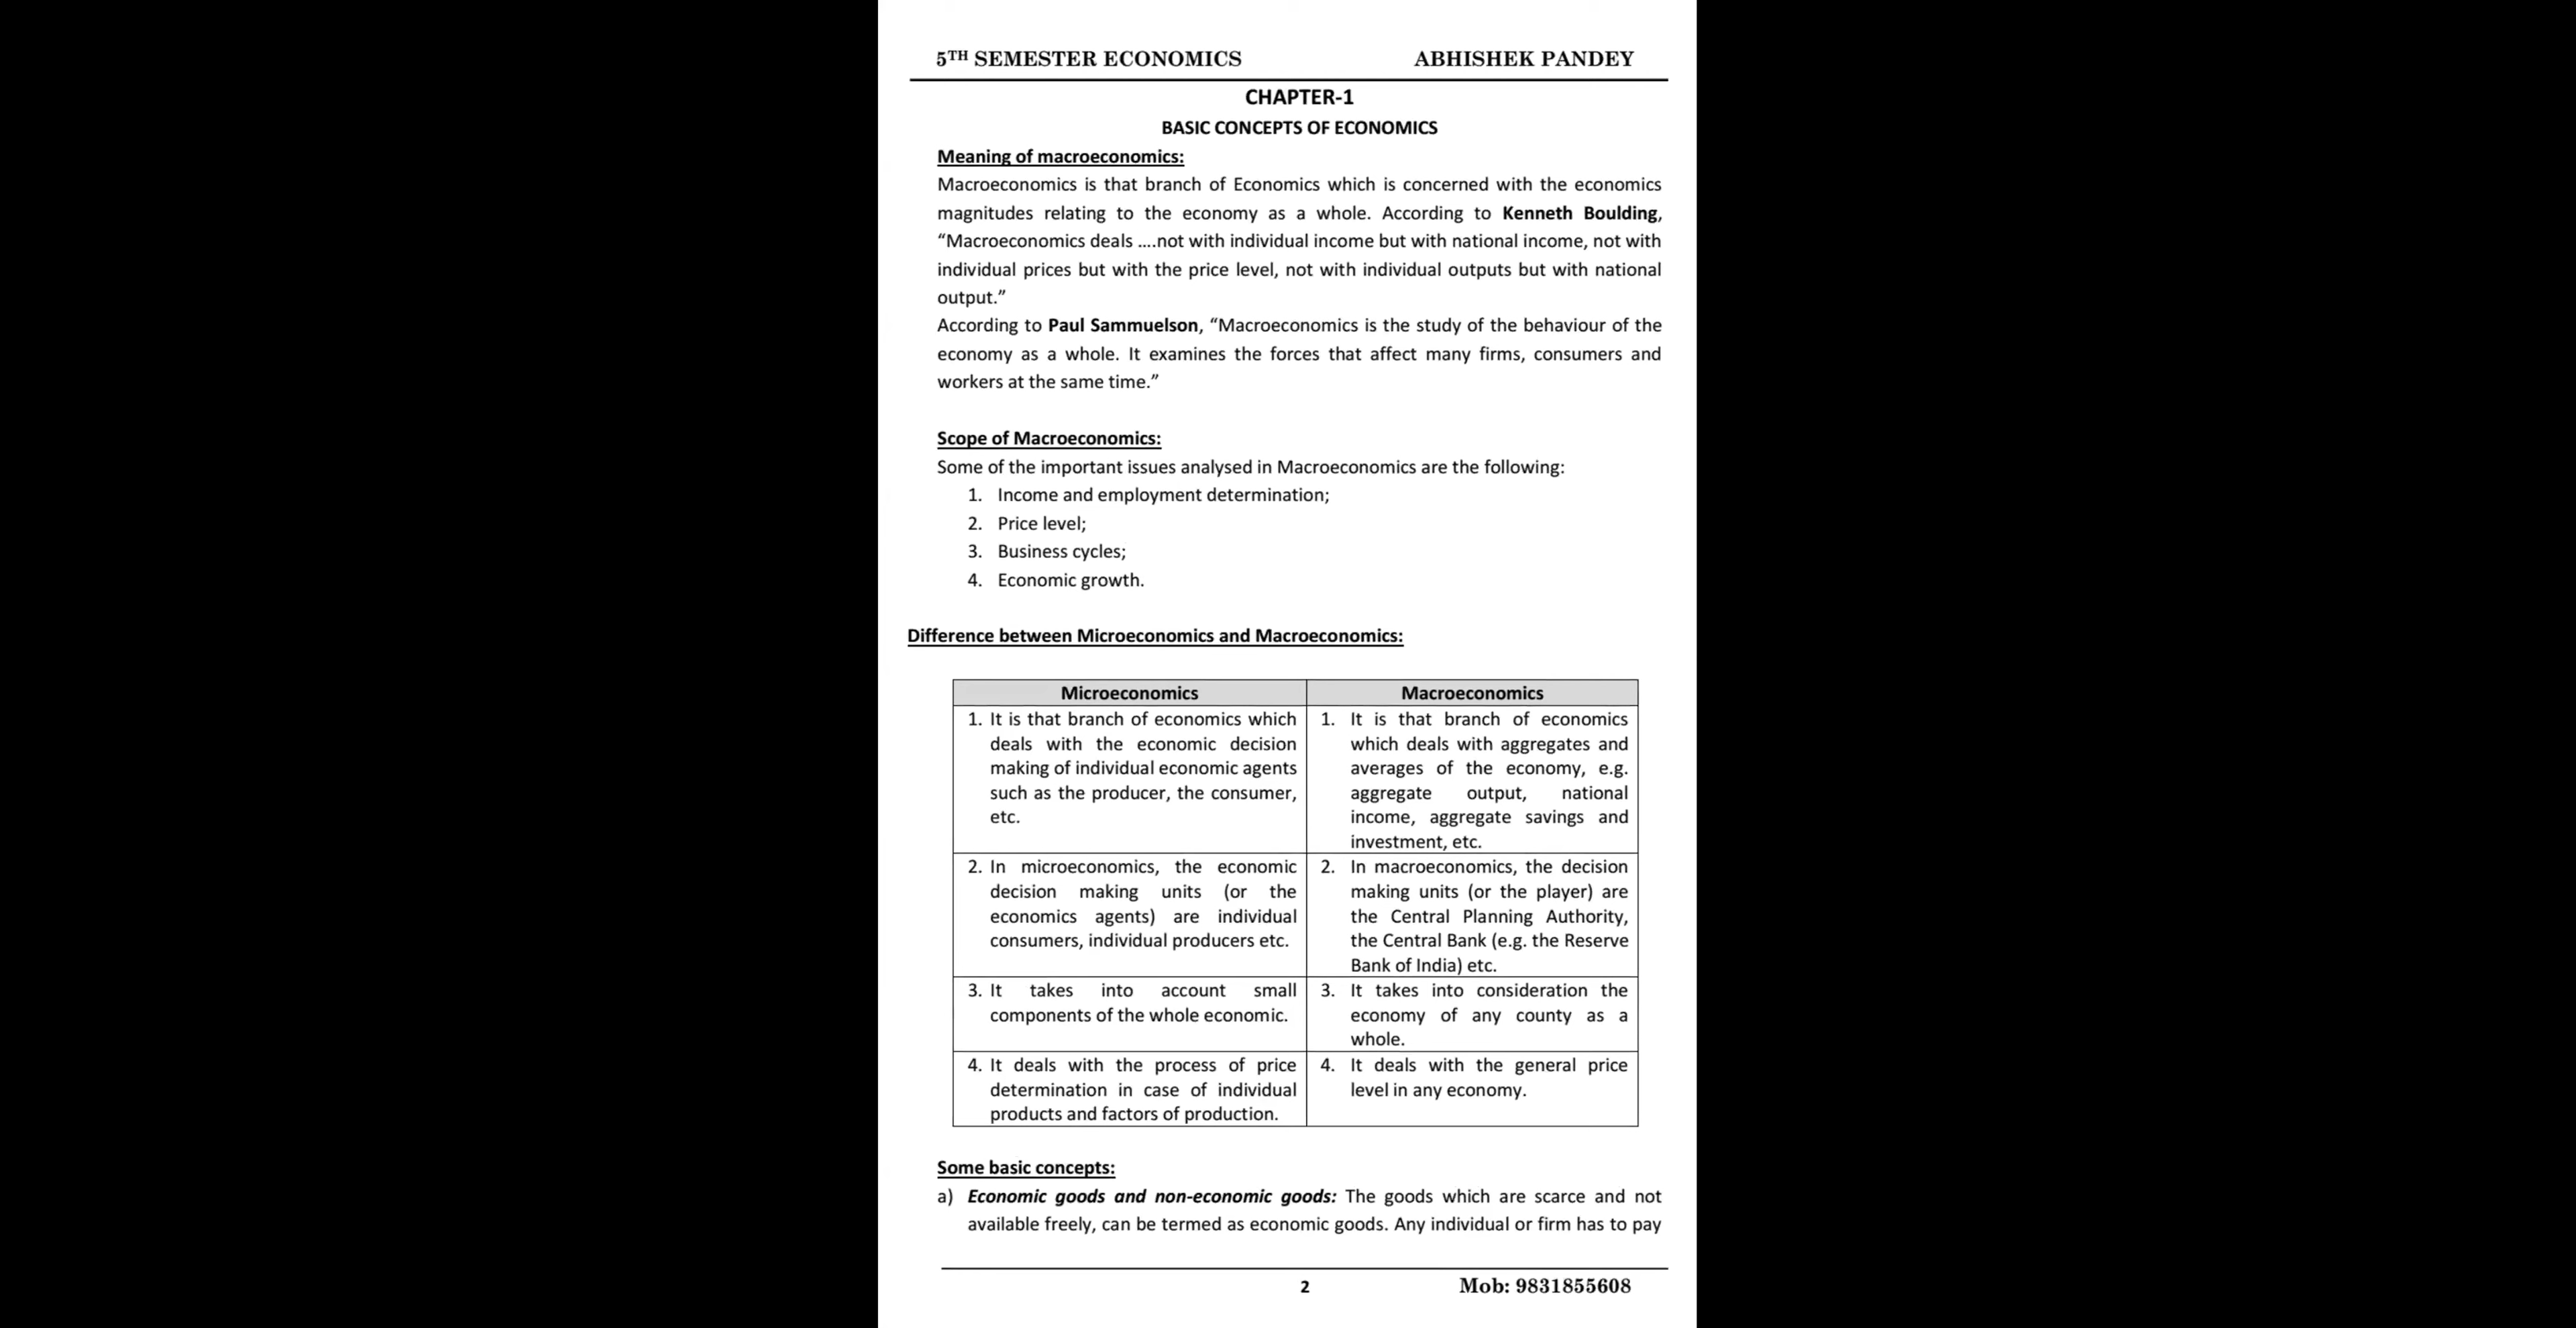 5TH SEMESTER ECONOMICS ABHISHEK PANDEY
CHAPTER-1
BASIC CONCEPTS OF ECONOMICS
Meaning of macroeconomics:
Macroeconomics is that branch of Economics which is concerned with the economics
magnitudes relating to the economy as a whole. According to Kenneth Boulding,
“Macroeconomics deals ....not with individual income but with national income, not with
individual prices but with the price level, not with individual outputs but with national
output.”
According to Paul Sammuelson, “Macroeconomics is the study of the behaviour of the
economy as a whole. It examines the forces that affect many firms, consumers and
workers at the same time.”
Scope of Macroeconomics:
Some of the important issues analysed in Macroeconomics are the following:
1. Income and employment determination;
2. Price level;
3. Business cycles;
4. Economic growth.
Difference between Microeconomics and Macroeconomics:
Microeconomics
Macroeconomics
1. It is that branch of economics which
deals with the economic decision
making of individual economic agents
such as the producer, the consumer,
etc.
1. It is that branch of economics
which deals with aggregates and
averages of the economy, e.g.
aggregate output, national
income, aggregate savings and
investment, etc.
2. In microeconomics, the economic
decision making units (or the
economics agents) are individual
consumers, individual producers etc.
2. In macroeconomics, the decision
making units (or the player) are
the Central Planning Authority,
the Central Bank (e.g. the Reserve
Bank of India) etc.
3. It takes into account small
components of the whole economic.
3. It takes into consideration the
economy of any county as a
whole.
4. It deals with the process of price
determination in case of individual
products and factors of production.
4. It deals with the general price
level in any economy.
Some basic concepts:
a) Economic goods and non-economic goods: The goods which are scarce and not
available freely, can be termed as economic goods. Any individual or firm has to pay
2 Mob: 9831855608